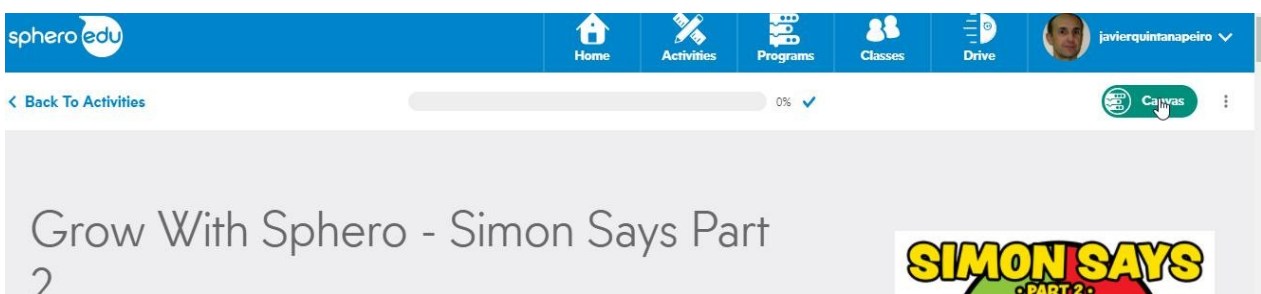 sphero edu
Home
Activities
Programs
Classes
Drive
javierquintanapeiro
Back To Activities
0%
Canvas
Grow With Sphero - Simon Says Part
2
SIMON SAYS
• PART 2 •